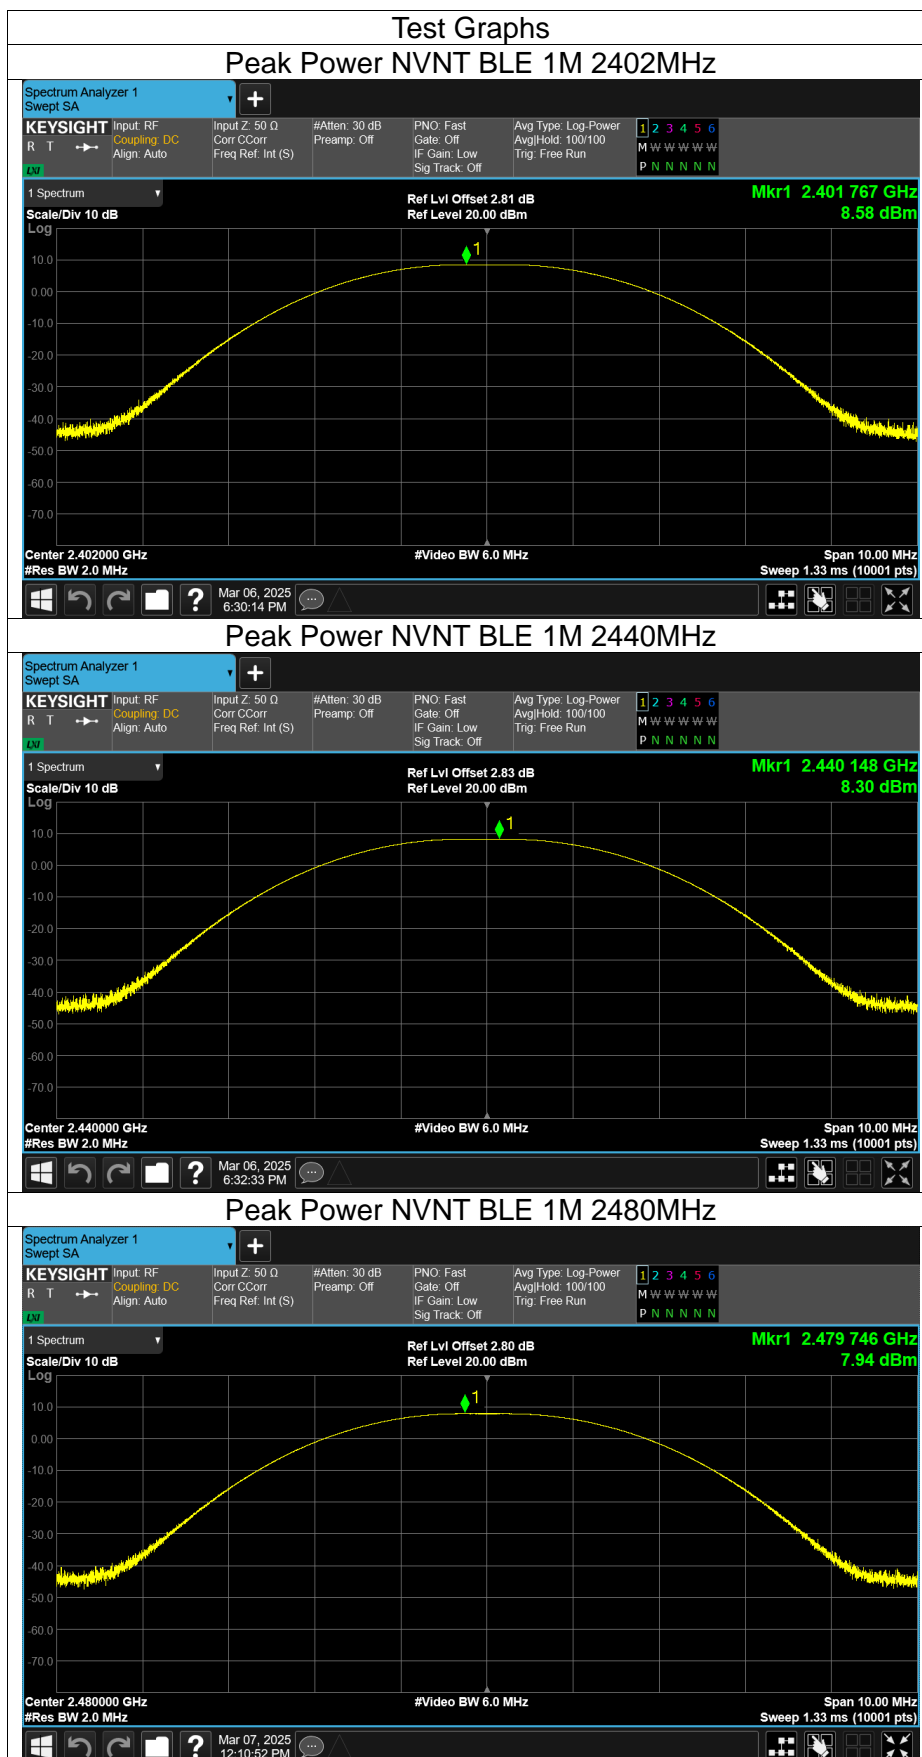 Test Graphs
Peak Power NVNT BLE 1M 2402MHz
Spectrum Analyzer 1
Swept SA
KEYSIGHT Input: RF Input Z: 50 Ω #Atten: 30 dB PNO: Fast Avg Type: Log-Power 1 2 3 4 5 6
R T Coupling: DC Corr CCorr Preamp: Off Gate: Off Avg|Hold: 100/100 M W W W W W
Align: Auto Freq Ref: Int (S) IF Gain: Low Trig: Free Run
LXI Sig Track: Off P N N N N N
1 Spectrum Ref Lvl Offset 2.81 dB Mkr1 2.401 767 GHz
Scale/Div 10 dB Ref Level 20.00 dBm 8.58 dBm
Log
1
10.0
0.00
-10.0
-20.0
-30.0
-40.0
-50.0
-60.0
-70.0
Center 2.402000 GHz #Video BW 6.0 MHz Span 10.00 MHz
#Res BW 2.0 MHz Sweep 1.33 ms (10001 pts)
? Mar 06, 2025
6:30:14 PM
Peak Power NVNT BLE 1M 2440MHz
Spectrum Analyzer 1
Swept SA
KEYSIGHT Input: RF Input Z: 50 Ω #Atten: 30 dB PNO: Fast Avg Type: Log-Power 1 2 3 4 5 6
R T Coupling: DC Corr CCorr Preamp: Off Gate: Off Avg|Hold: 100/100 M W W W W W
Align: Auto Freq Ref: Int (S) IF Gain: Low Trig: Free Run
LXI Sig Track: Off P N N N N N
1 Spectrum Ref Lvl Offset 2.83 dB Mkr1 2.440 148 GHz
Scale/Div 10 dB Ref Level 20.00 dBm 8.30 dBm
Log
1
10.0
0.00
-10.0
-20.0
-30.0
-40.0
-50.0
-60.0
-70.0
Center 2.440000 GHz #Video BW 6.0 MHz Span 10.00 MHz
#Res BW 2.0 MHz Sweep 1.33 ms (10001 pts)
? Mar 06, 2025
6:32:33 PM
Peak Power NVNT BLE 1M 2480MHz
Spectrum Analyzer 1
Swept SA
KEYSIGHT Input: RF Input Z: 50 Ω #Atten: 30 dB PNO: Fast Avg Type: Log-Power 1 2 3 4 5 6
R T Coupling: DC Corr CCorr Preamp: Off Gate: Off Avg|Hold: 100/100 M W W W W W
Align: Auto Freq Ref: Int (S) IF Gain: Low Trig: Free Run
LXI Sig Track: Off P N N N N N
1 Spectrum Ref Lvl Offset 2.80 dB Mkr1 2.479 746 GHz
Scale/Div 10 dB Ref Level 20.00 dBm 7.94 dBm
Log
1
10.0
0.00
-10.0
-20.0
-30.0
-40.0
-50.0
-60.0
-70.0
Center 2.480000 GHz #Video BW 6.0 MHz Span 10.00 MHz
#Res BW 2.0 MHz Sweep 1.33 ms (10001 pts)
? Mar 07, 2025
12:10:52 PM